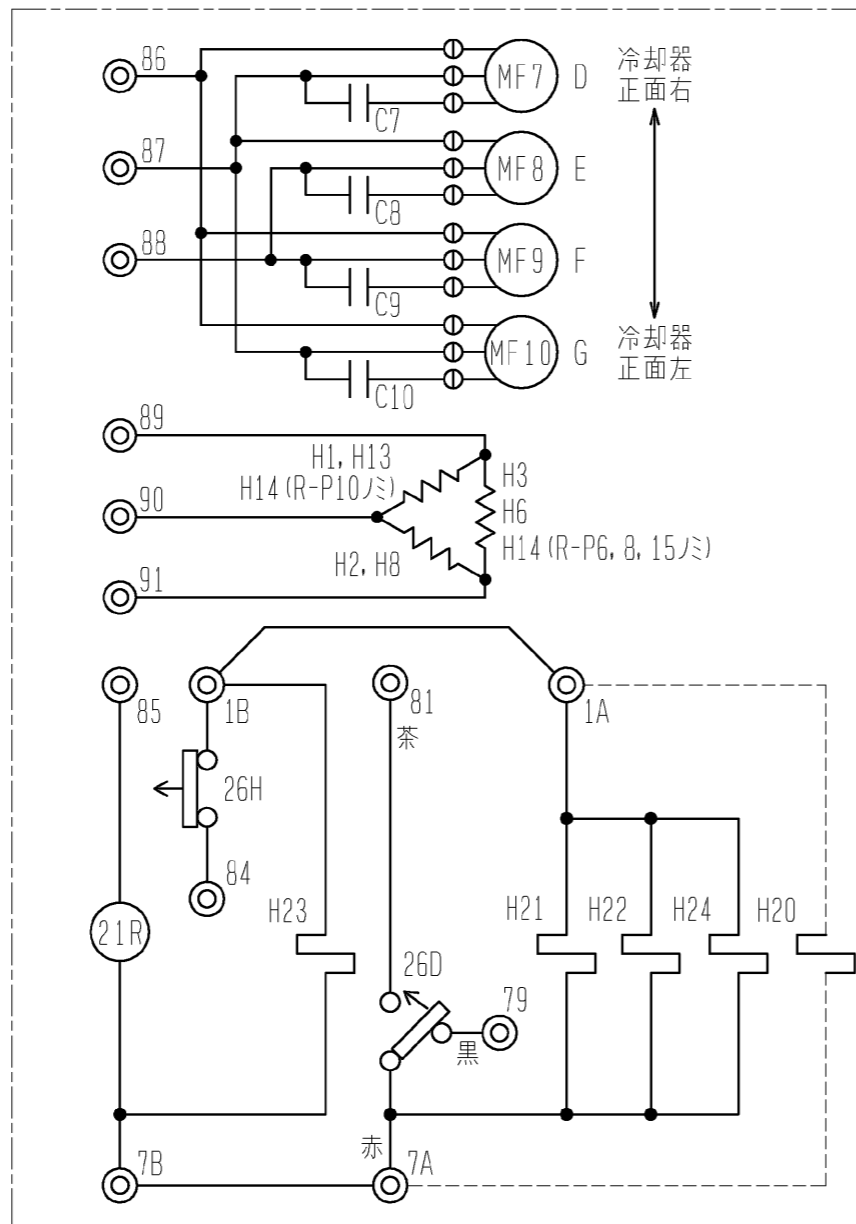 86
MF7
D
冷却器
正面右
C7
87
MF8
E
C8
88
MF9
F
C9
冷却器
正面左
MF10
G
C10
89
H1, H13
H14 (R-P10ノミ)
H3
90
H6
H14 (R-P6, 8, 15ノミ)
H2, H8
91
85
1B
81
1A
茶
26H
84
H23
H21
H22
H24
H20
21R
26D
79
黒
赤
7B
7A